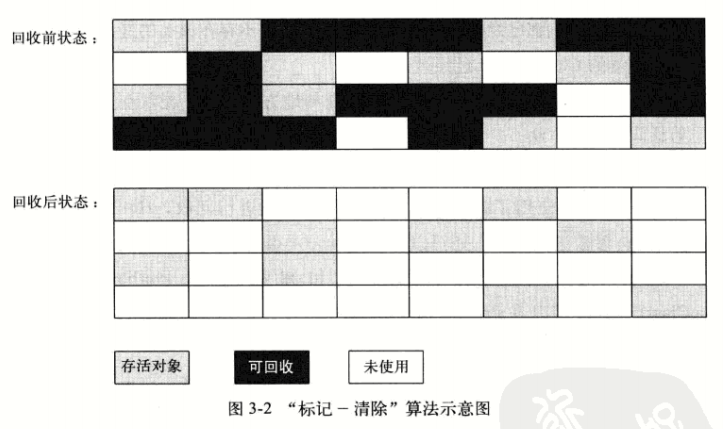 回收前状态：
回收后状态：
存活对象 可回收 未使用
图 3-2 “标记－清除”算法示意图